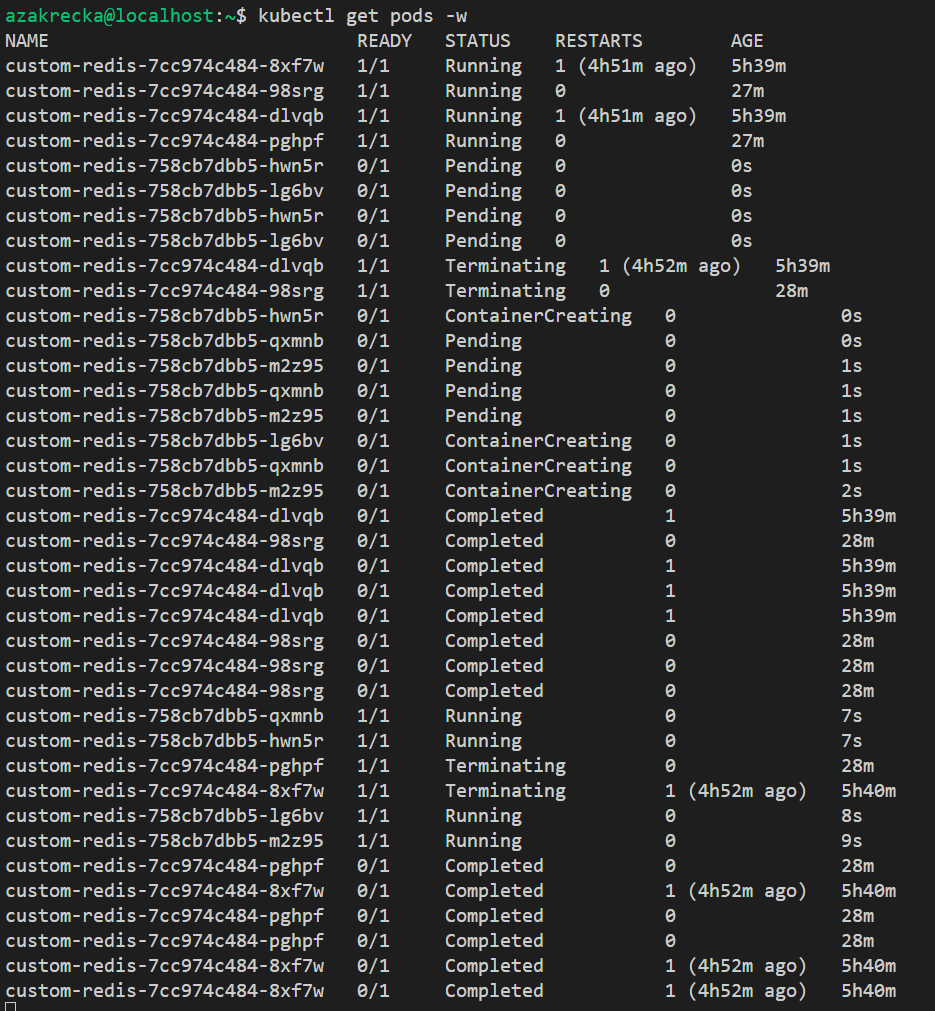 azakrecka@localhost:~$ kubectl get pods -w
NAME                            READY   STATUS    RESTARTS        AGE
custom-redis-7cc974c484-8xf7w   1/1     Running   1 (4h51m ago)   5h39m
custom-redis-7cc974c484-98srg   1/1     Running   0               27m
custom-redis-7cc974c484-dlvqb   1/1     Running   1 (4h51m ago)   5h39m
custom-redis-7cc974c484-pghpf   1/1     Running   0               27m
custom-redis-758cb7dbb5-hwn5r   0/1     Pending   0               0s
custom-redis-758cb7dbb5-lg6bv   0/1     Pending   0               0s
custom-redis-758cb7dbb5-hwn5r   0/1     Pending   0               0s
custom-redis-758cb7dbb5-lg6bv   0/1     Pending   0               0s
custom-redis-7cc974c484-dlvqb   1/1     Terminating   1 (4h52m ago)   5h39m
custom-redis-7cc974c484-98srg   1/1     Terminating   0               28m
custom-redis-758cb7dbb5-hwn5r   0/1     ContainerCreating   0               0s
custom-redis-758cb7dbb5-qxmnb   0/1     Pending             0               0s
custom-redis-758cb7dbb5-m2z95   0/1     Pending             0               1s
custom-redis-758cb7dbb5-qxmnb   0/1     Pending             0               1s
custom-redis-758cb7dbb5-m2z95   0/1     Pending             0               1s
custom-redis-758cb7dbb5-lg6bv   0/1     ContainerCreating   0               1s
custom-redis-758cb7dbb5-qxmnb   0/1     ContainerCreating   0               1s
custom-redis-758cb7dbb5-m2z95   0/1     ContainerCreating   0               2s
custom-redis-7cc974c484-dlvqb   0/1     Completed           1               5h39m
custom-redis-7cc974c484-98srg   0/1     Completed           0               28m
custom-redis-7cc974c484-dlvqb   0/1     Completed           1               5h39m
custom-redis-7cc974c484-dlvqb   0/1     Completed           1               5h39m
custom-redis-7cc974c484-dlvqb   0/1     Completed           1               5h39m
custom-redis-7cc974c484-98srg   0/1     Completed           0               28m
custom-redis-7cc974c484-98srg   0/1     Completed           0               28m
custom-redis-7cc974c484-98srg   0/1     Completed           0               28m
custom-redis-758cb7dbb5-qxmnb   1/1     Running             0               7s
custom-redis-758cb7dbb5-hwn5r   1/1     Running             0               7s
custom-redis-7cc974c484-pghpf   1/1     Terminating         0               28m
custom-redis-7cc974c484-8xf7w   1/1     Terminating         1 (4h52m ago)   5h40m
custom-redis-758cb7dbb5-lg6bv   1/1     Running             0               8s
custom-redis-758cb7dbb5-m2z95   1/1     Running             0               9s
custom-redis-7cc974c484-pghpf   0/1     Completed           0               28m
custom-redis-7cc974c484-8xf7w   0/1     Completed           1 (4h52m ago)   5h40m
custom-redis-7cc974c484-pghpf   0/1     Completed           0               28m
custom-redis-7cc974c484-pghpf   0/1     Completed           0               28m
custom-redis-7cc974c484-8xf7w   0/1     Completed           1 (4h52m ago)   5h40m
custom-redis-7cc974c484-8xf7w   0/1     Completed           1 (4h52m ago)   5h40m